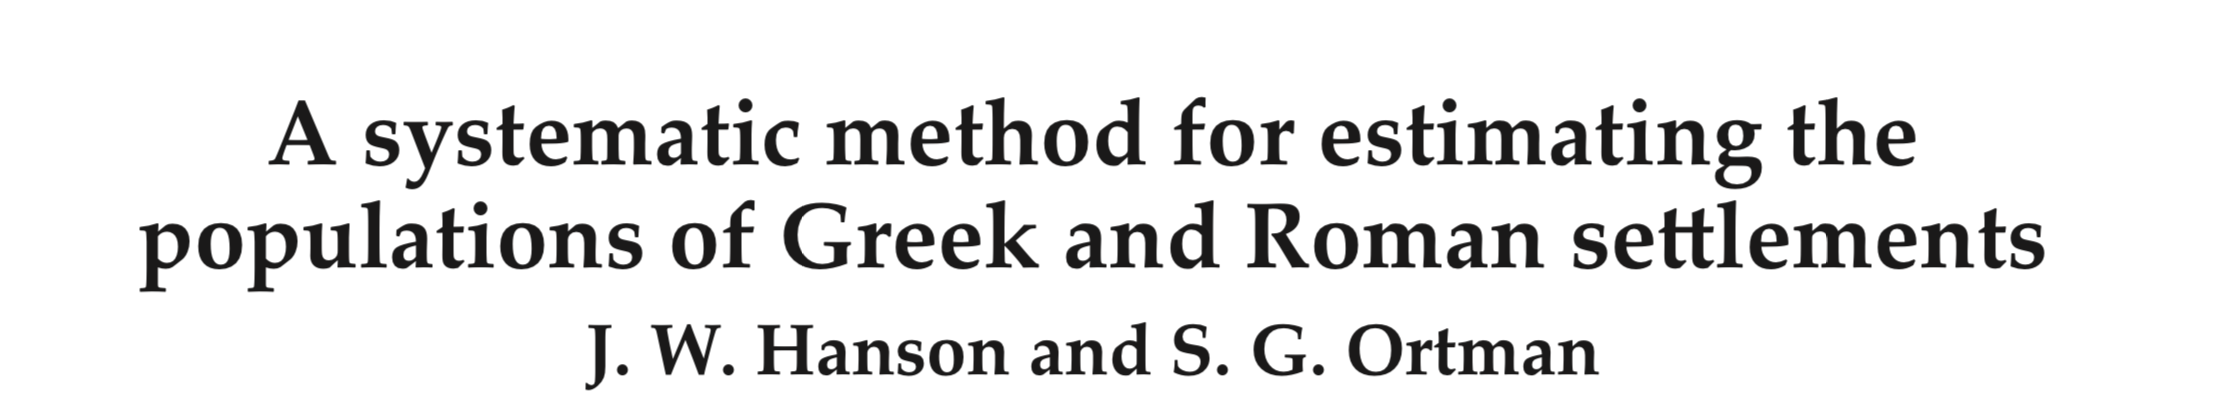 A systematic method for estimating the
populations of Greek and Roman settlements
J. W. Hanson and S. G. Ortman